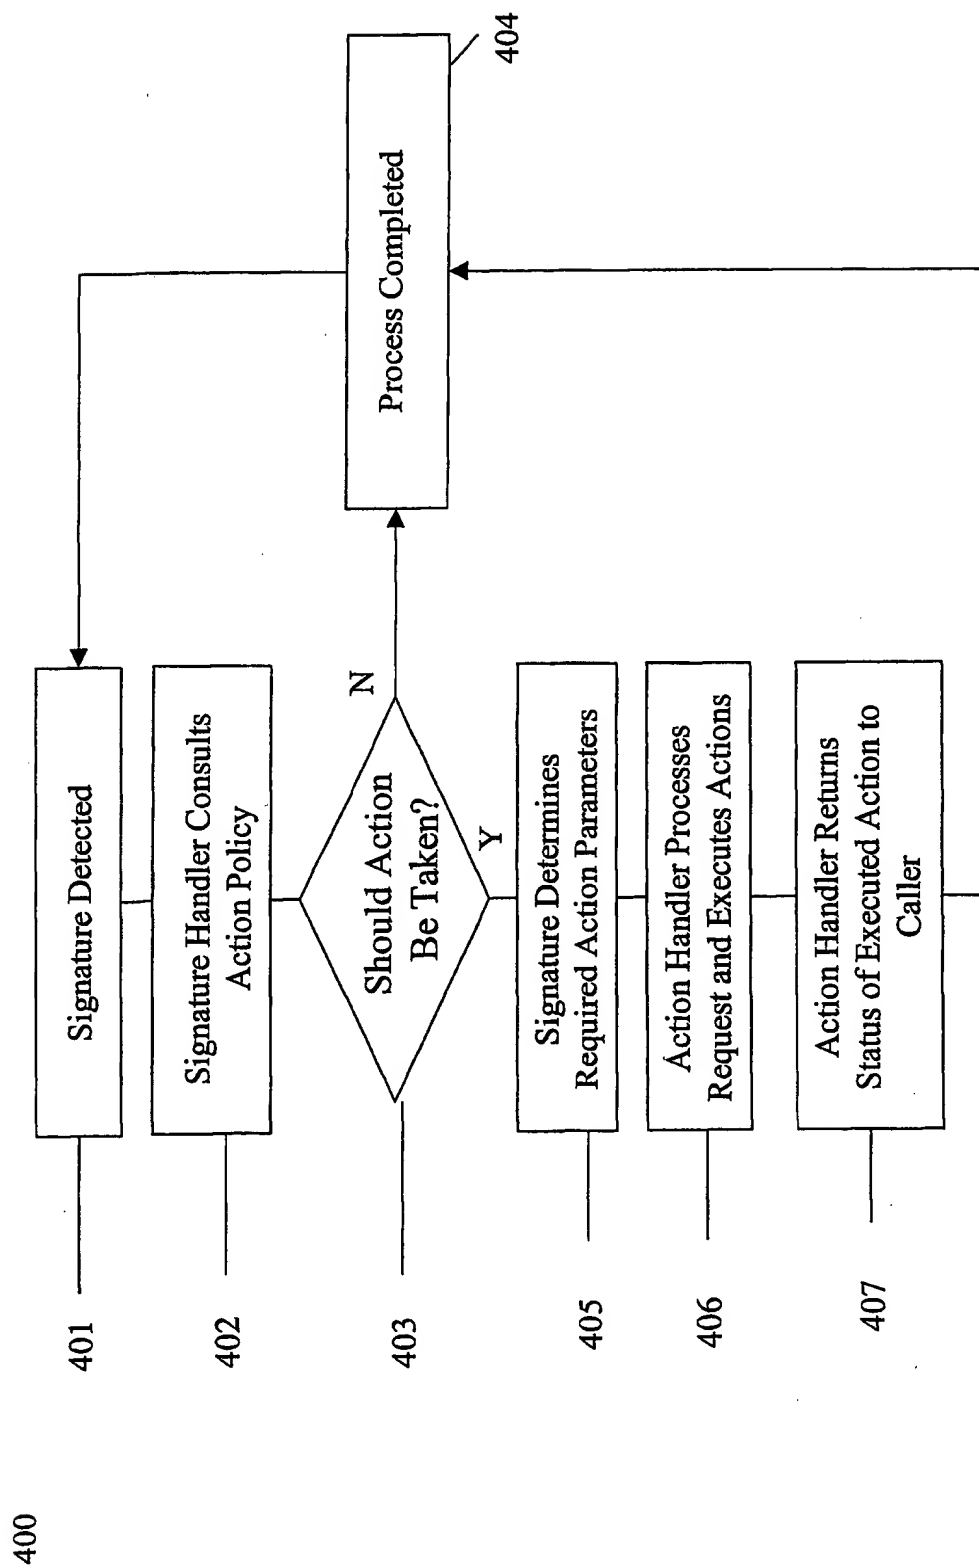 400
401
Signature Detected
402
Signature Handler Consults
Action Policy
403
Should Action
Be Taken?
N
Process Completed
404
Y
405
Signature Determines
Required Action Parameters
406
Action Handler Processes
Request and Executes Actions
407
Action Handler Returns
Status of Executed Action to
Caller